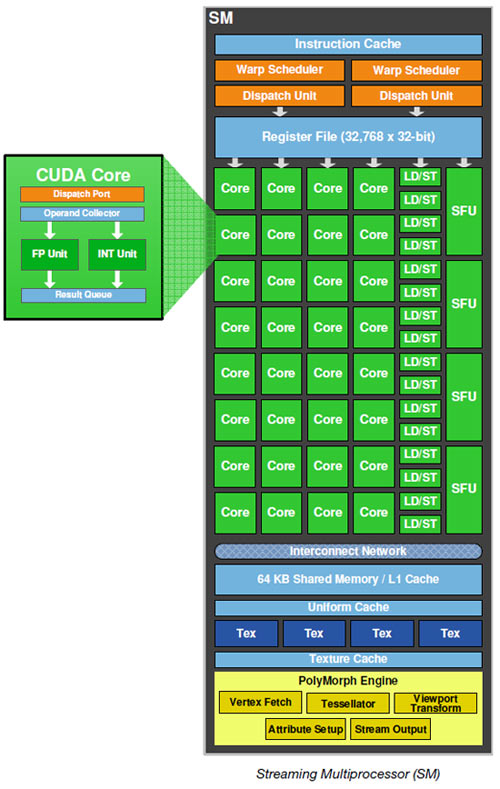 SM
Instruction Cache
Warp Scheduler Warp Scheduler
Dispatch Unit Dispatch Unit
Register File (32,768 x 32-bit)
CUDA Core
Dispatch Port
Operand Collector
FP Unit INT Unit
Result Queue
LD/ST
Core Core Core Core
LD/ST
SFU
LD/ST
Core Core Core Core
LD/ST
LD/ST
Core Core Core Core
LD/ST
SFU
LD/ST
Core Core Core Core
LD/ST
LD/ST
Core Core Core Core
LD/ST
SFU
LD/ST
Core Core Core Core
LD/ST
LD/ST
Core Core Core Core
LD/ST
SFU
LD/ST
Core Core Core Core
LD/ST
Interconnect Network
64 KB Shared Memory / L1 Cache
Uniform Cache
Tex Tex Tex Tex
Texture Cache
PolyMorph Engine
Vertex Fetch Tessellator Viewport
Transform
Attribute Setup Stream Output
Streaming Multiprocessor (SM)